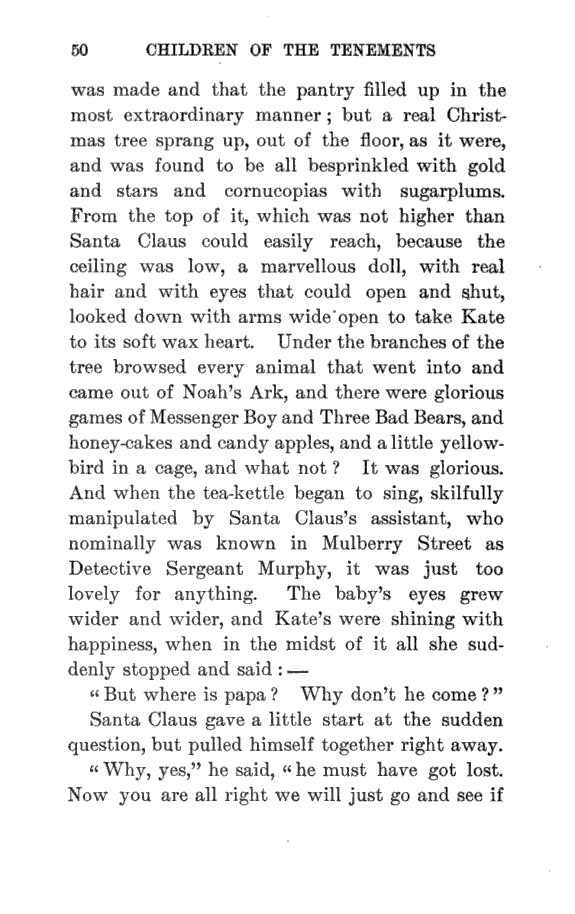 50 CHILDREN OF THE TENEMENTS
was made and that the pantry filled up in the
most extraordinary manner ; but a real Christ-
mas tree sprang up, out of the floor, as it were,
and was found to be all besprinkled with gold
and stars and cornucopias with sugarplums.
From the top of it, which was not higher than
Santa Claus could easily reach, because the
ceiling was low, a marvellous doll, with real
hair and with eyes that could open and shut,
looked down with arms wide open to take Kate
to its soft wax heart. Under the branches of the
tree browsed every animal that went into and
came out of Noah's Ark, and there were glorious
games of Messenger Boy and Three Bad Bears, and
honey-cakes and candy apples, and a little yellow-
bird in a cage, and what not ? It was glorious.
And when the tea-kettle began to sing, skilfully
manipulated by Santa Claus's assistant, who
nominally was known in Mulberry Street as
Detective Sergeant Murphy, it was just too
lovely for anything. The baby's eyes grew
wider and wider, and Kate's were shining with
happiness, when in the midst of it all she sud-
denly stopped and said : —
“ But where is papa ? Why don't he come ? ”
Santa Claus gave a little start at the sudden
question, but pulled himself together right away.
“ Why, yes,” he said, “ he must have got lost.
Now you are all right we will just go and see if